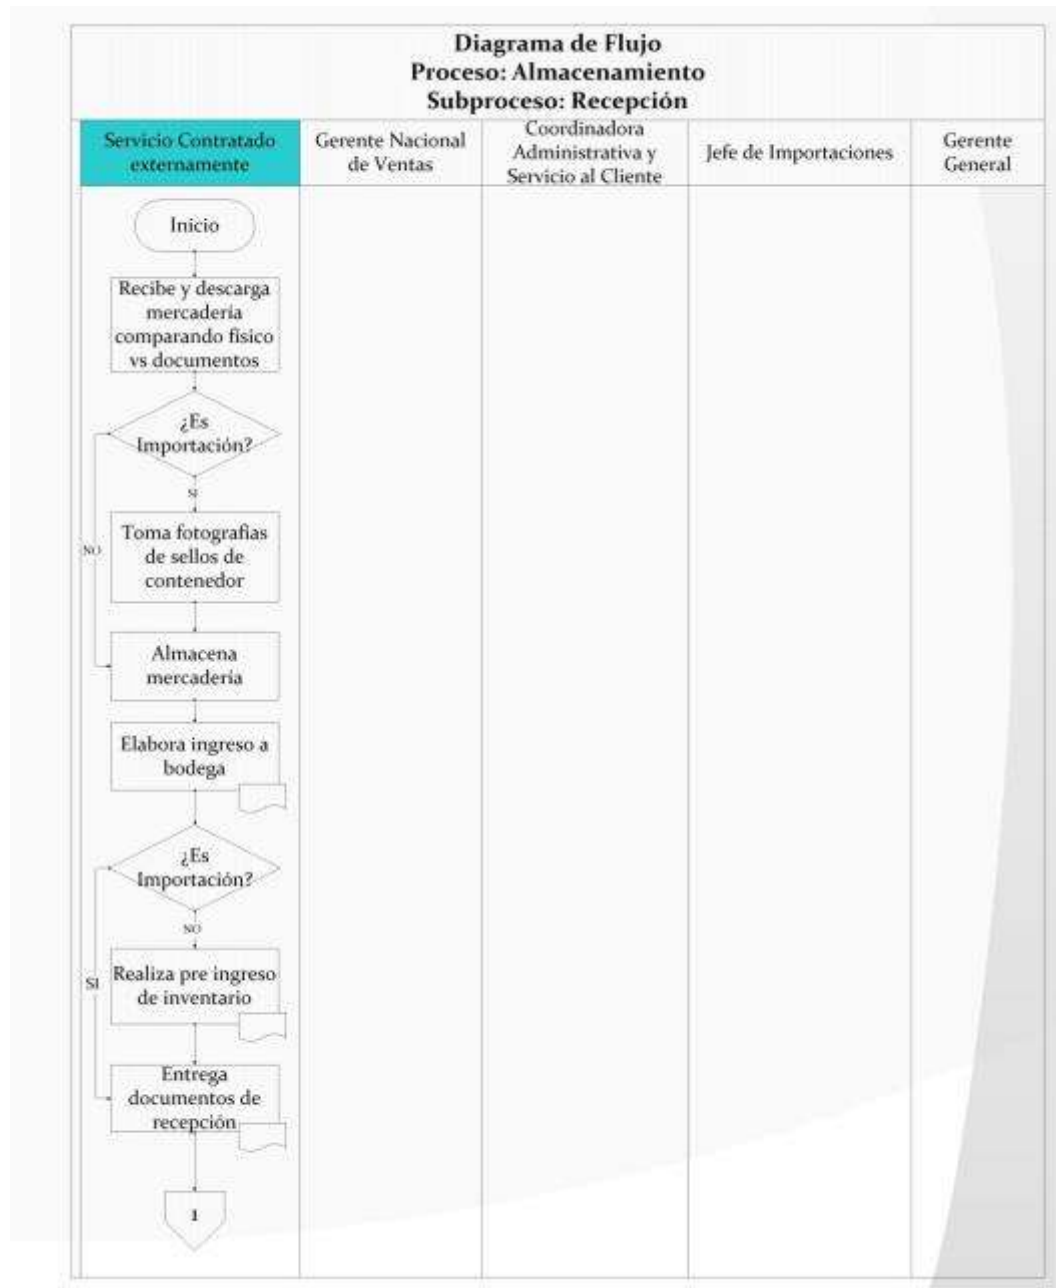 Diagrama de Flujo
Proceso: Almacenamiento
Subproceso: Recepción
Servicio Contratado
externamente
Gerente Nacional
de Ventas
Coordinadora
Administrativa y
Servicio al Cliente
Jefe de Importaciones
Gerente
General
Inicio
Recibe y descarga
mercadería
comparando físico
vs documentos
¿Es
Importación?
SI
NO
Toma fotografías
de sellos de
contenedor
Almacena
mercadería
Elabora ingreso a
bodega
¿Es
Importación?
NO
SI
Realiza pre ingreso
de inventario
Entrega
documentos de
recepción
1